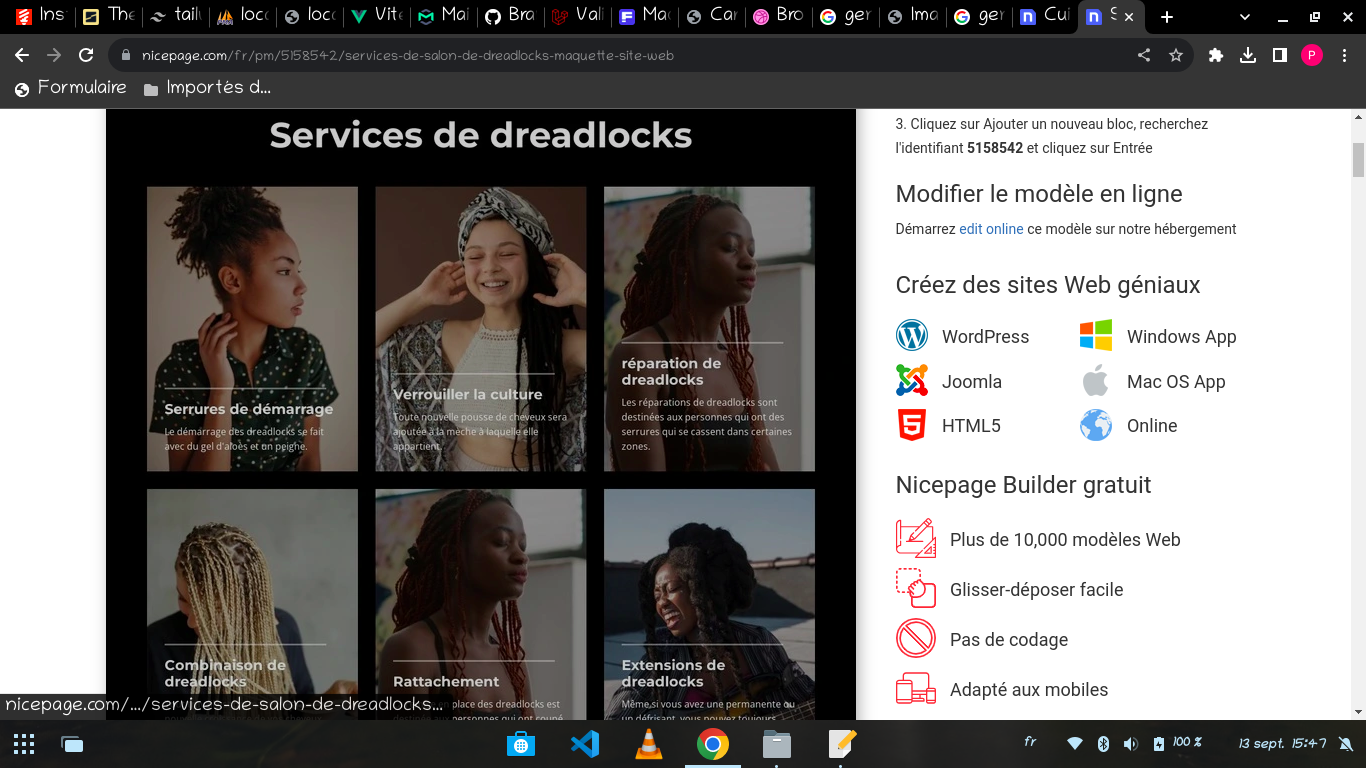 Ins
The
tail
loco
loco
Vite
Mai
Bra
Vali
Mac
Car
Bro
ger
Ima
ger
Cui
S
nicepage.com/fr/pm/5158542/services-de-salon-de-dreadlocks-maquette-site-web
P
Formulaire
Importés d...
Services de dreadlocks
Serrures de démarrage
Le démarrage des dreadlocks se fait
avec du gel d'aloès et un peigne.
Verrouiller la culture
Toute nouvelle pousse de cheveux sera
ajoutée à la mèche à laquelle elle
appartient.
réparation de
dreadlocks
Les réparations de dreadlocks sont
destinées aux personnes qui ont des
serrures qui se cassent dans certaines
zones.
Combinaison de
dreadlocks
Rattachement
place des dreadlocks est
personnes qui ont coupé
Extensions de
dreadlocks
Même si vous avez une permanente ou
un défrisant, vous pouvez toujours
3. Cliquez sur Ajouter un nouveau bloc, recherchez
l'identifiant 5158542 et cliquez sur Entrée
Modifier le modèle en ligne
Démarrez edit online ce modèle sur notre hébergement
Créez des sites Web géniaux
WordPress
Windows App
Joomla
Mac OS App
HTML5
Online
Nicepage Builder gratuit
Plus de 10,000 modèles Web
Glisser-déposer facile
Pas de codage
Adapté aux mobiles
nicepage.com/.../services-de-salon-de-dreadlocks...
fr
100 %
13 sept. 15:47